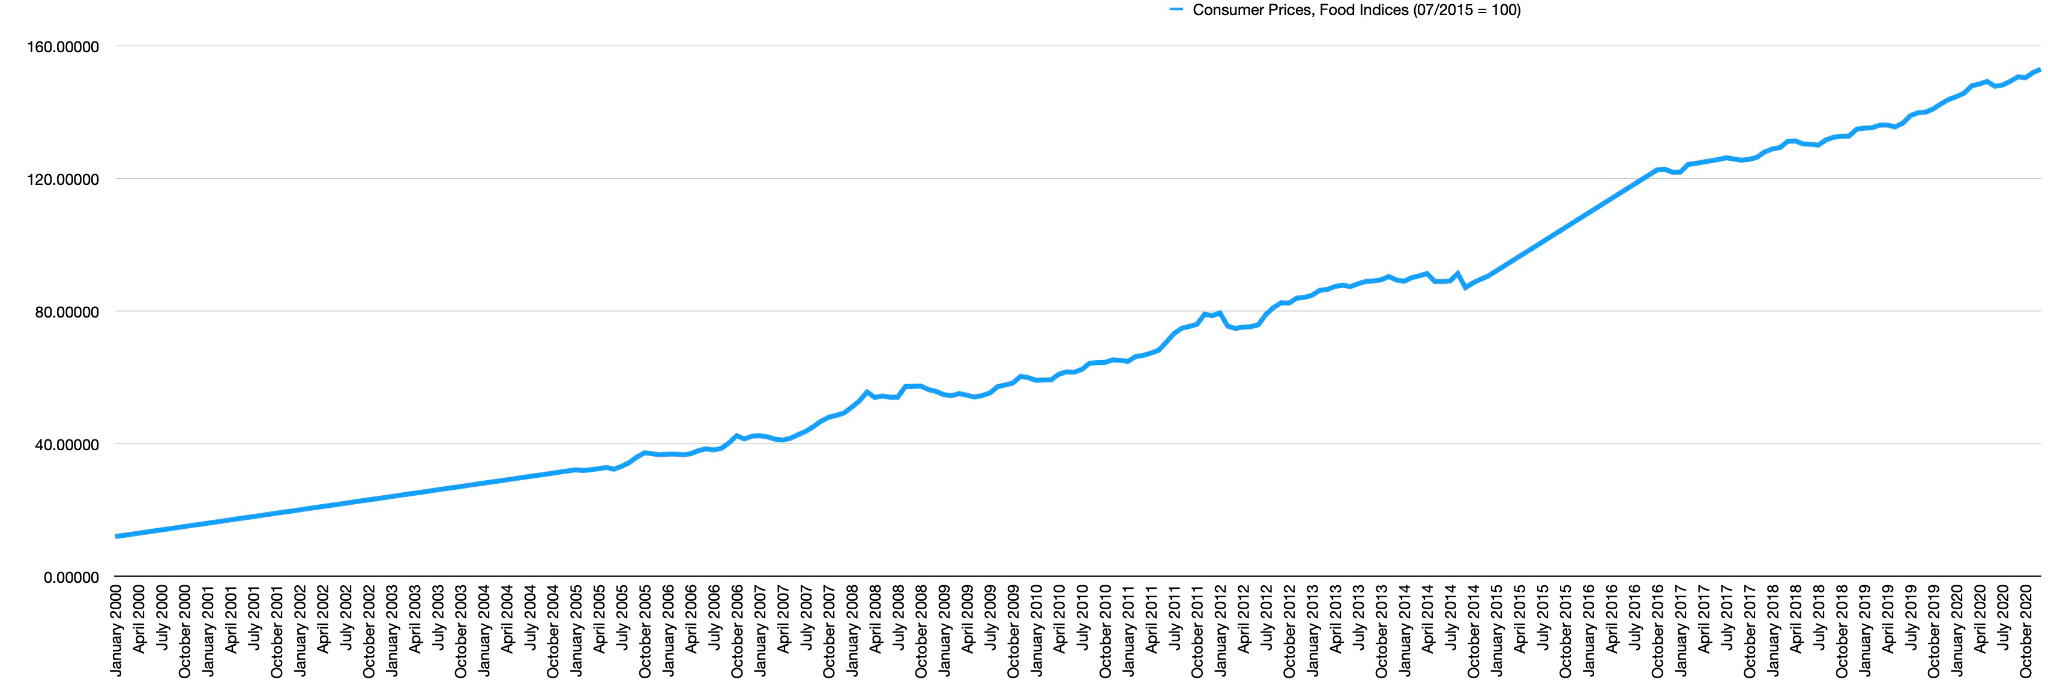 Consumer Prices, Food Indices (07/2015 = 100)
160.00000
120.00000
80.00000
40.00000
0.00000
January 2000
April 2000
July 2000
October 2000
January 2001
April 2001
July 2001
October 2001
January 2002
April 2002
July 2002
October 2002
January 2003
April 2003
July 2003
October 2003
January 2004
April 2004
July 2004
October 2004
January 2005
April 2005
July 2005
October 2005
January 2006
April 2006
July 2006
October 2006
January 2007
April 2007
July 2007
October 2007
January 2008
April 2008
July 2008
October 2008
January 2009
April 2009
July 2009
October 2009
January 2010
April 2010
July 2010
October 2010
January 2011
April 2011
July 2011
October 2011
January 2012
April 2012
July 2012
October 2012
January 2013
April 2013
July 2013
October 2013
January 2014
April 2014
July 2014
October 2014
January 2015
April 2015
July 2015
October 2015
January 2016
April 2016
July 2016
October 2016
January 2017
April 2017
July 2017
October 2017
January 2018
April 2018
July 2018
October 2018
January 2019
April 2019
July 2019
October 2019
January 2020
April 2020
July 2020
October 2020